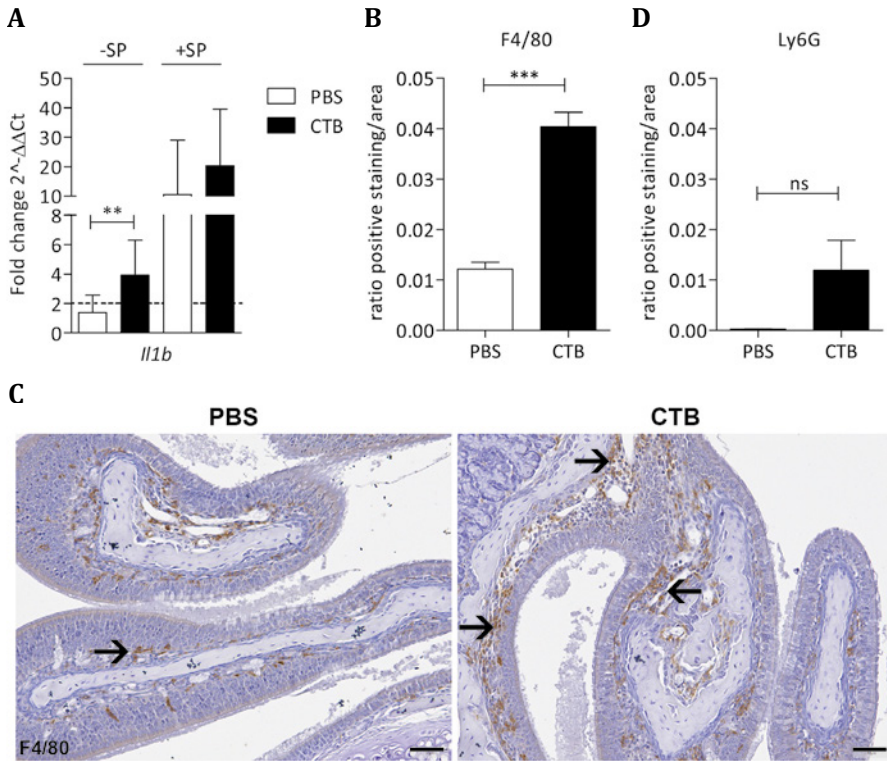 A
-SP +SP
Fold change 2^-ΔΔCt
50
40
30
20
10
8
6
4
2
0
**
Il1b
PBS
CTB
B
F4/80
ratio positive staining/area
0.05
0.04
0.03
0.02
0.01
0.00
***
PBS CTB
D
Ly6G
ratio positive staining/area
0.05
0.04
0.03
0.02
0.01
0.00
ns
PBS CTB
C
PBS
CTB
F4/80